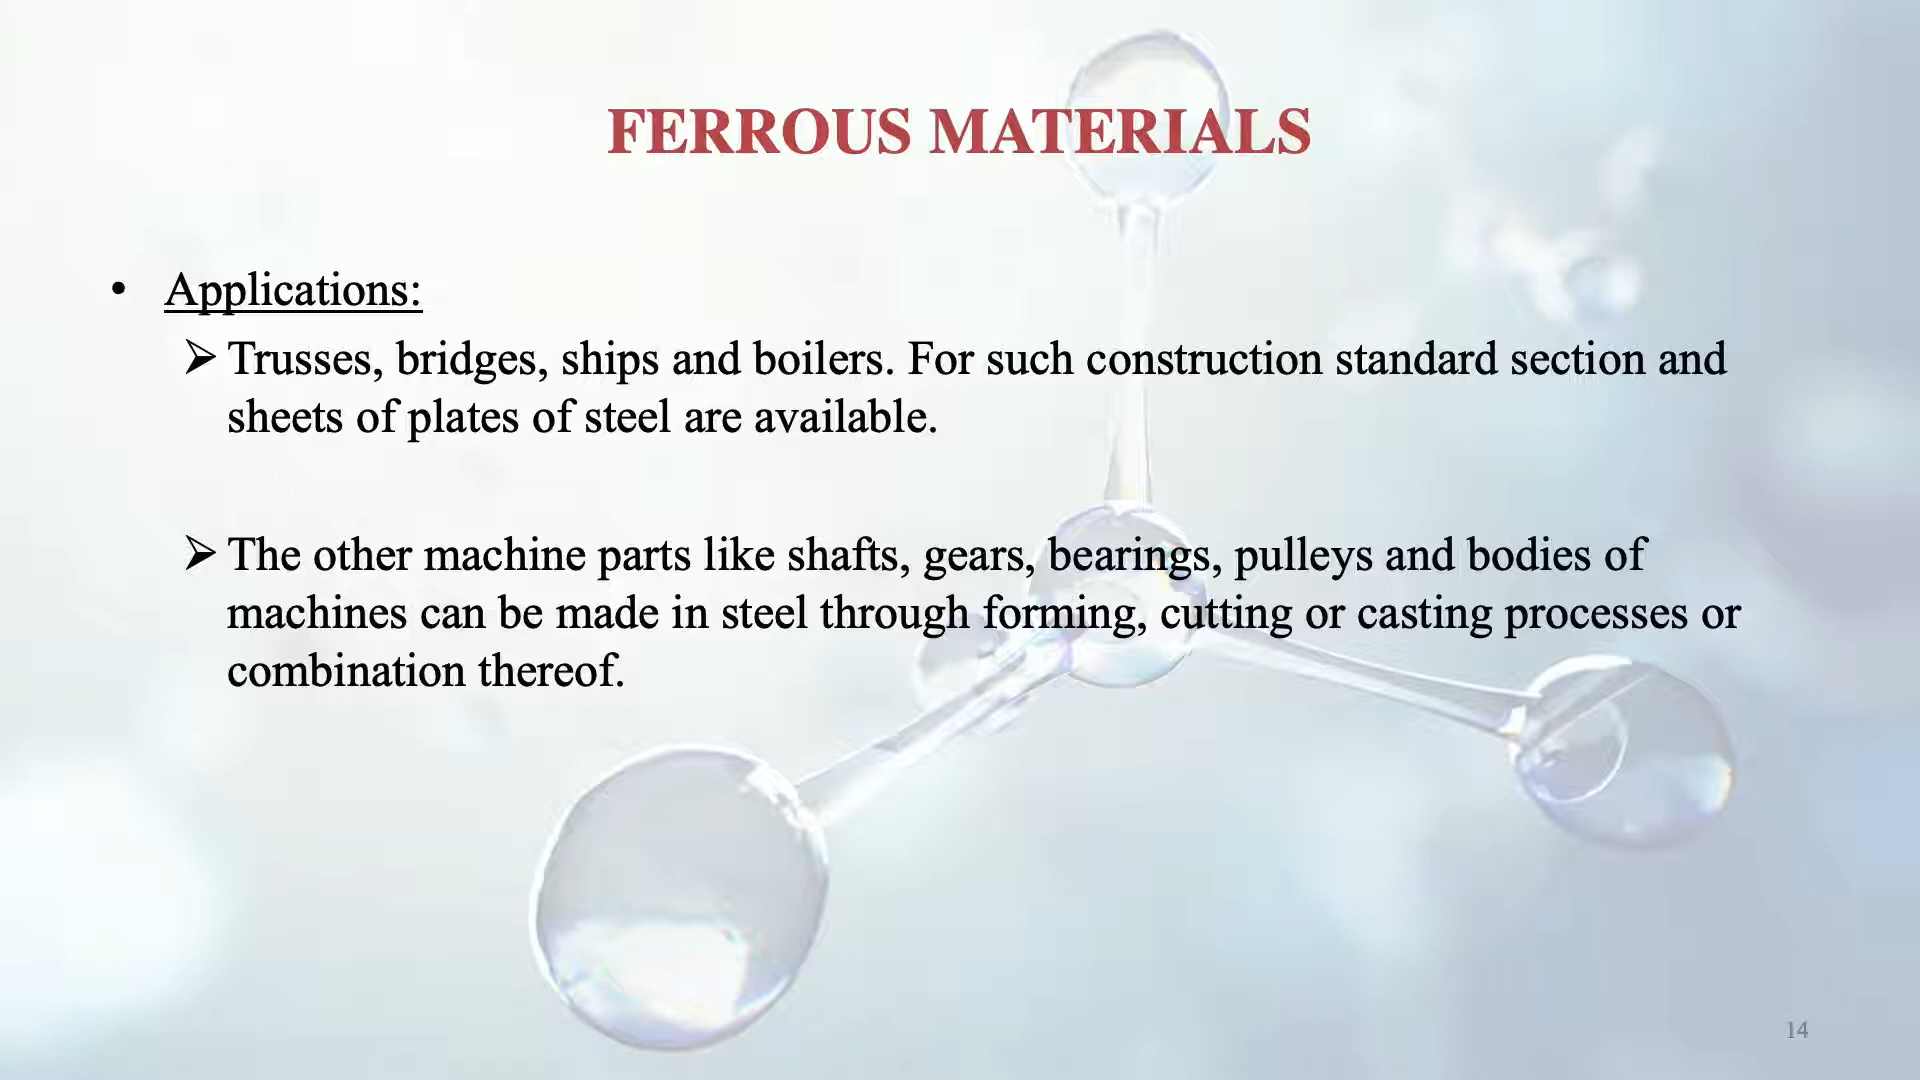 FERROUS MATERIALS
• Applications:
➢ Trusses, bridges, ships and boilers. For such construction standard section and
sheets of plates of steel are available.
➢ The other machine parts like shafts, gears, bearings, pulleys and bodies of
machines can be made in steel through forming, cutting or casting processes or
combination thereof.
14